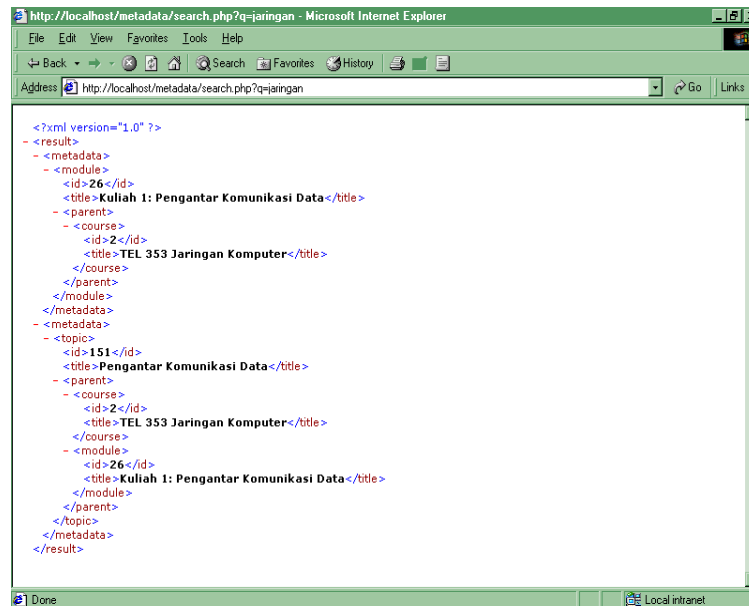 http://localhost/metadata/search.php?q=jaringan - Microsoft Internet Explorer
File Edit View Favorites Tools Help
Back Search Favorites History
Address http://localhost/metadata/search.php?q=jaringan Go Links
<?xml version="1.0" ?>
- <result>
- <metadata>
- <module>
<id>26</id>
<title>Kuliah 1: Pengantar Komunikasi Data</title>
- <parent>
- <course>
<id>2</id>
<title>TEL 353 Jaringan Komputer</title>
</course>
</parent>
</module>
</metadata>
- <metadata>
- <topic>
<id>151</id>
<title>Pengantar Komunikasi Data</title>
- <parent>
- <course>
<id>2</id>
<title>TEL 353 Jaringan Komputer</title>
</course>
- <module>
<id>26</id>
<title>Kuliah 1: Pengantar Komunikasi Data</title>
</module>
</parent>
</topic>
</metadata>
</result>
Done Local intranet